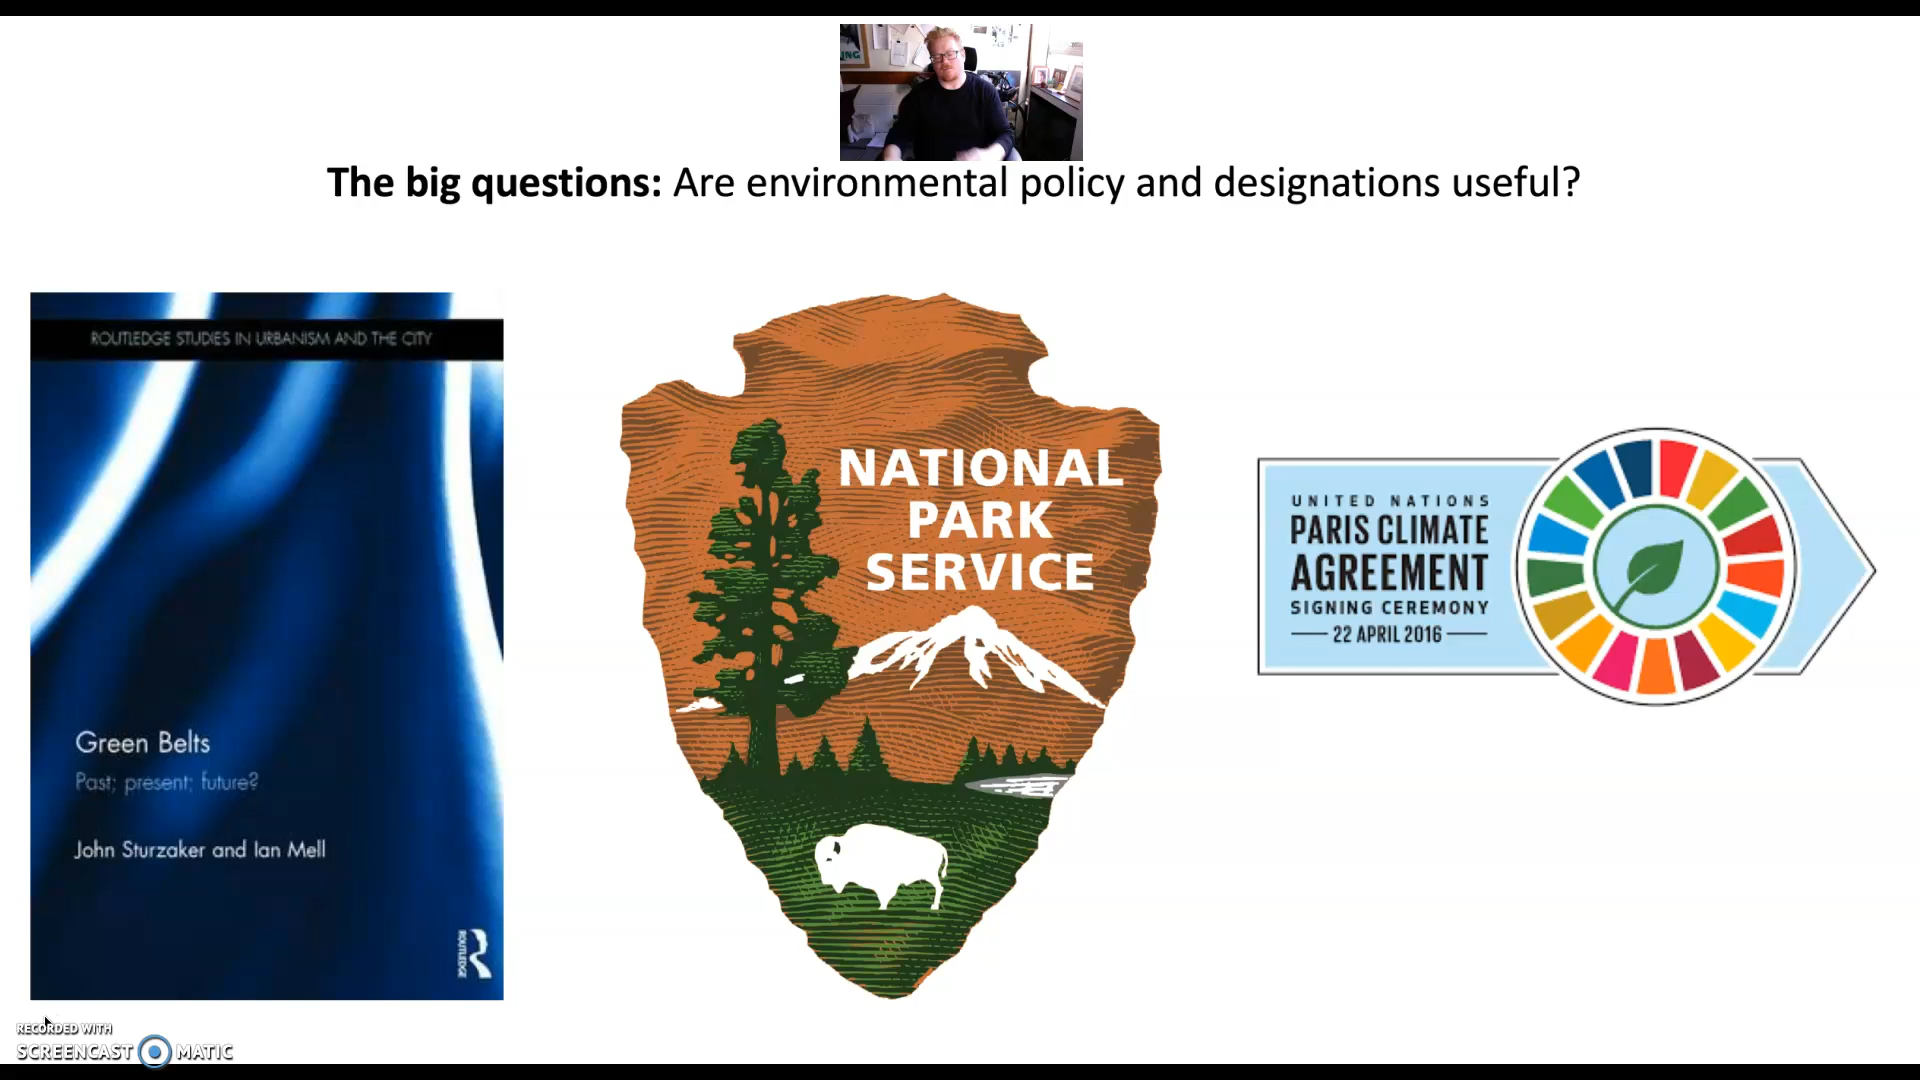 ING
The big questions: Are environmental policy and designations useful?
ROUTLEDGE STUDIES IN URBANISM AND THE CITY
Green Belts
Past; present; future?
John Sturzaker and Ian Mell
ROUTLEDGE
NATIONAL
PARK
SERVICE
UNITED NATIONS
PARIS CLIMATE
AGREEMENT
SIGNING CEREMONY
22 APRIL 2016
RECORDED WITH
SCREENCAST MATIC